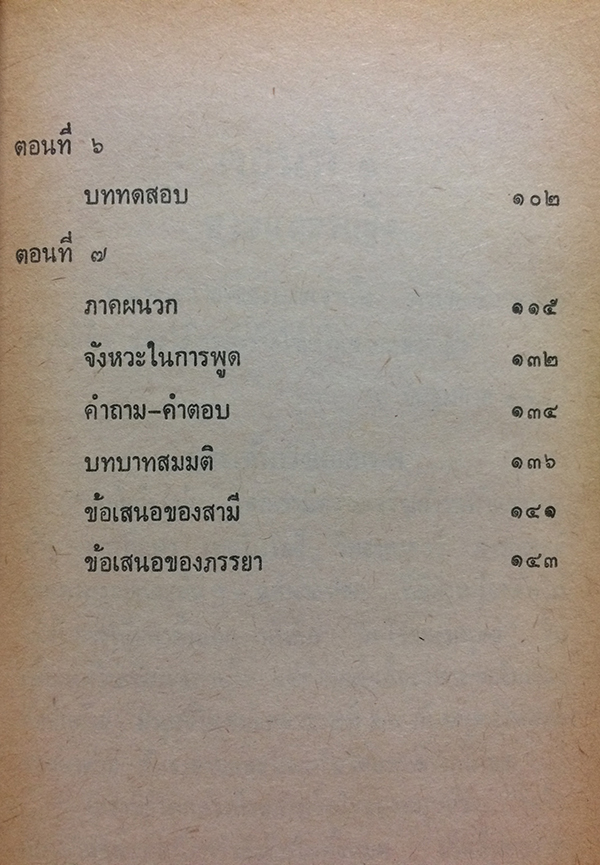 ตอนที่ ๖
บททดสอบ ๑๐๒
ตอนที่ ๗
ภาคผนวก ๑๑๕
จังหวะในการพูด ๑๓๒
คำถาม–คำตอบ ๑๓๔
บทบาทสมมติ ๑๓๖
ข้อเสนอของสามี ๑๔๑
ข้อเสนอของภรรยา ๑๔๓